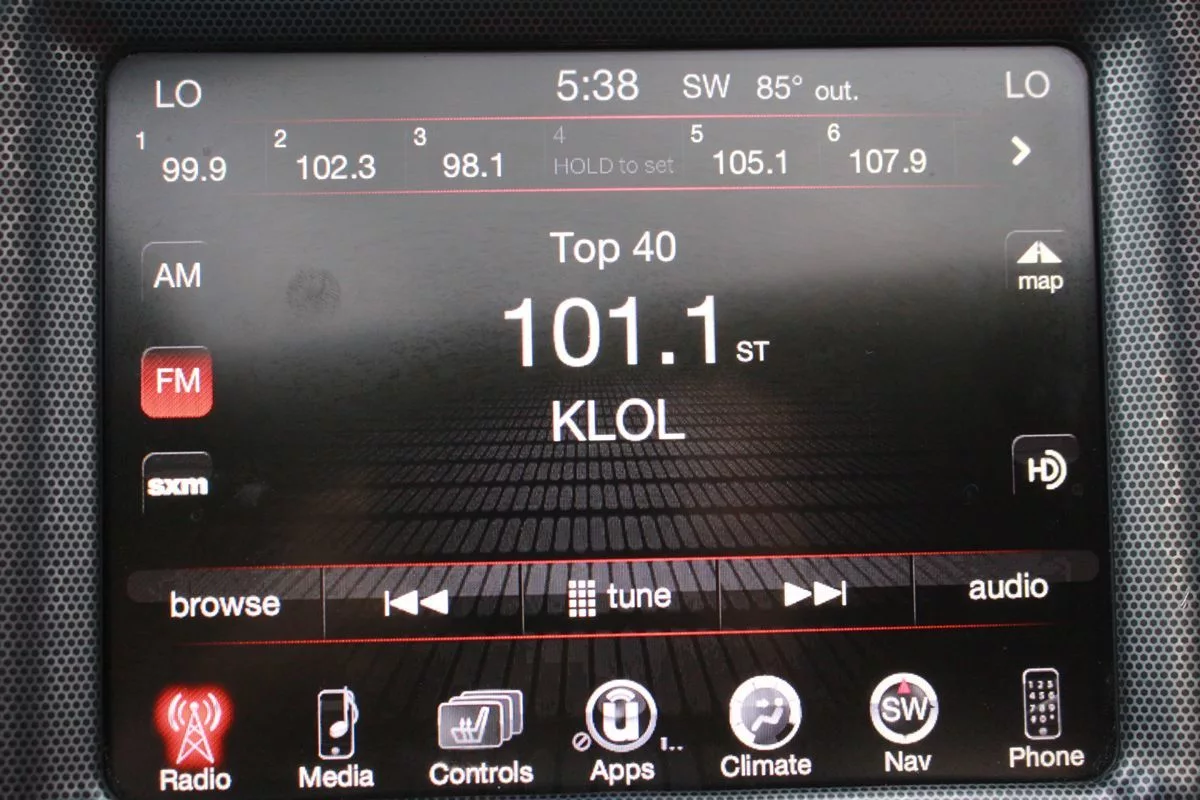 LO 5:38 SW 85° out. LO
1 99.9 2 102.3 3 98.1 4 HOLD to set 5 105.1 6 107.9
Top 40
AM
map
101.1 ST
FM
KLOL
sxm
HD
browse tune audio
SW
Radio Media Controls Apps Climate Nav Phone